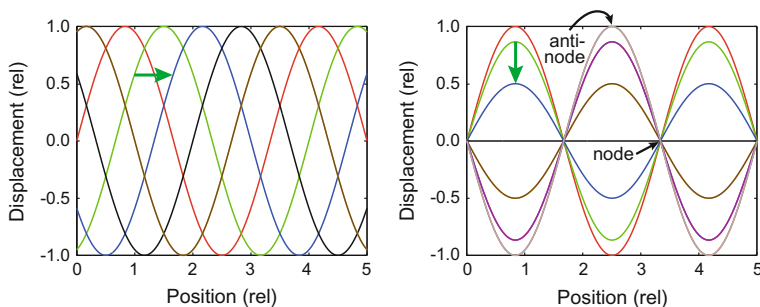 Displacement (rel)
1.0
0.5
0.0
-0.5
-1.0
0 1 2 3 4 5
Position (rel)
Displacement (rel)
1.0
0.5
0.0
-0.5
-1.0
anti-
node
node
0 1 2 3 4 5
Position (rel)